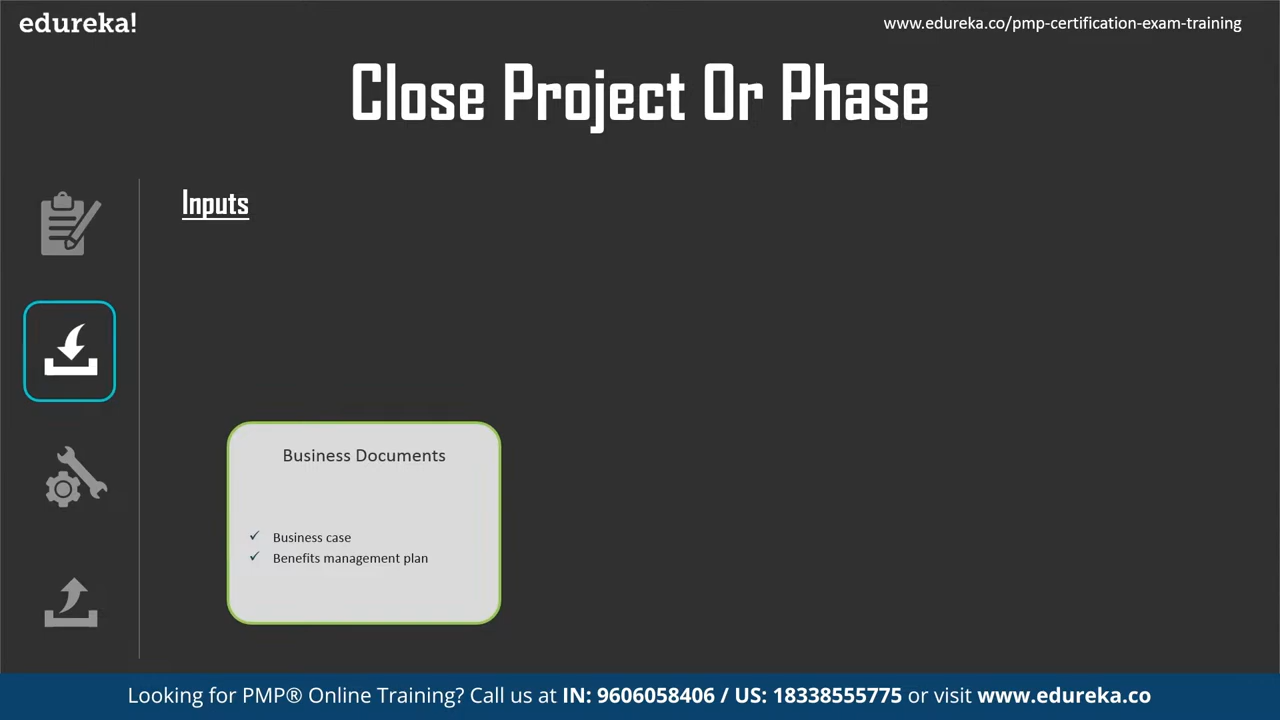 edureka!
www.edureka.co/pmp-certification-exam-training
Close Project Or Phase
Inputs
Business Documents
✓ Business case
✓ Benefits management plan
Looking for PMP® Online Training? Call us at IN: 9606058406 / US: 18338555775 or visit www.edureka.co